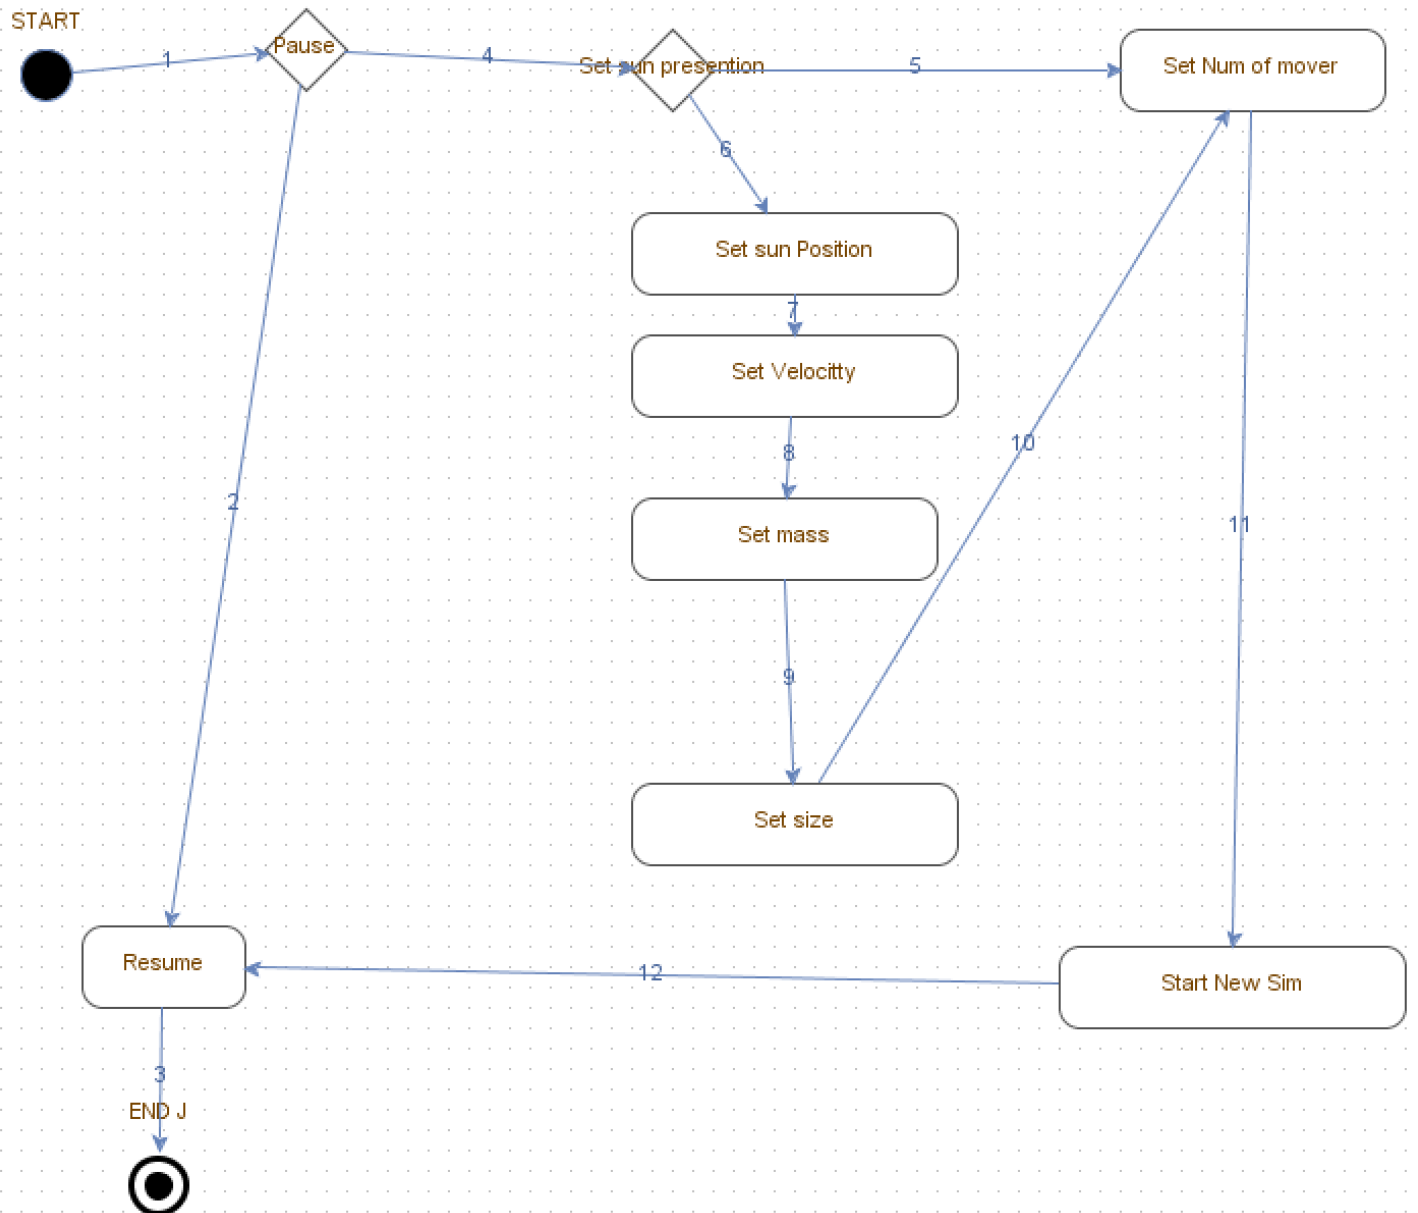 START
Pause
1
4
Set sun presention
5
Set Num of mover
6
Set sun Position
7
Set Velocitty
8
10
2
11
Set mass
9
Set size
Resume
12
Start New Sim
3
END J